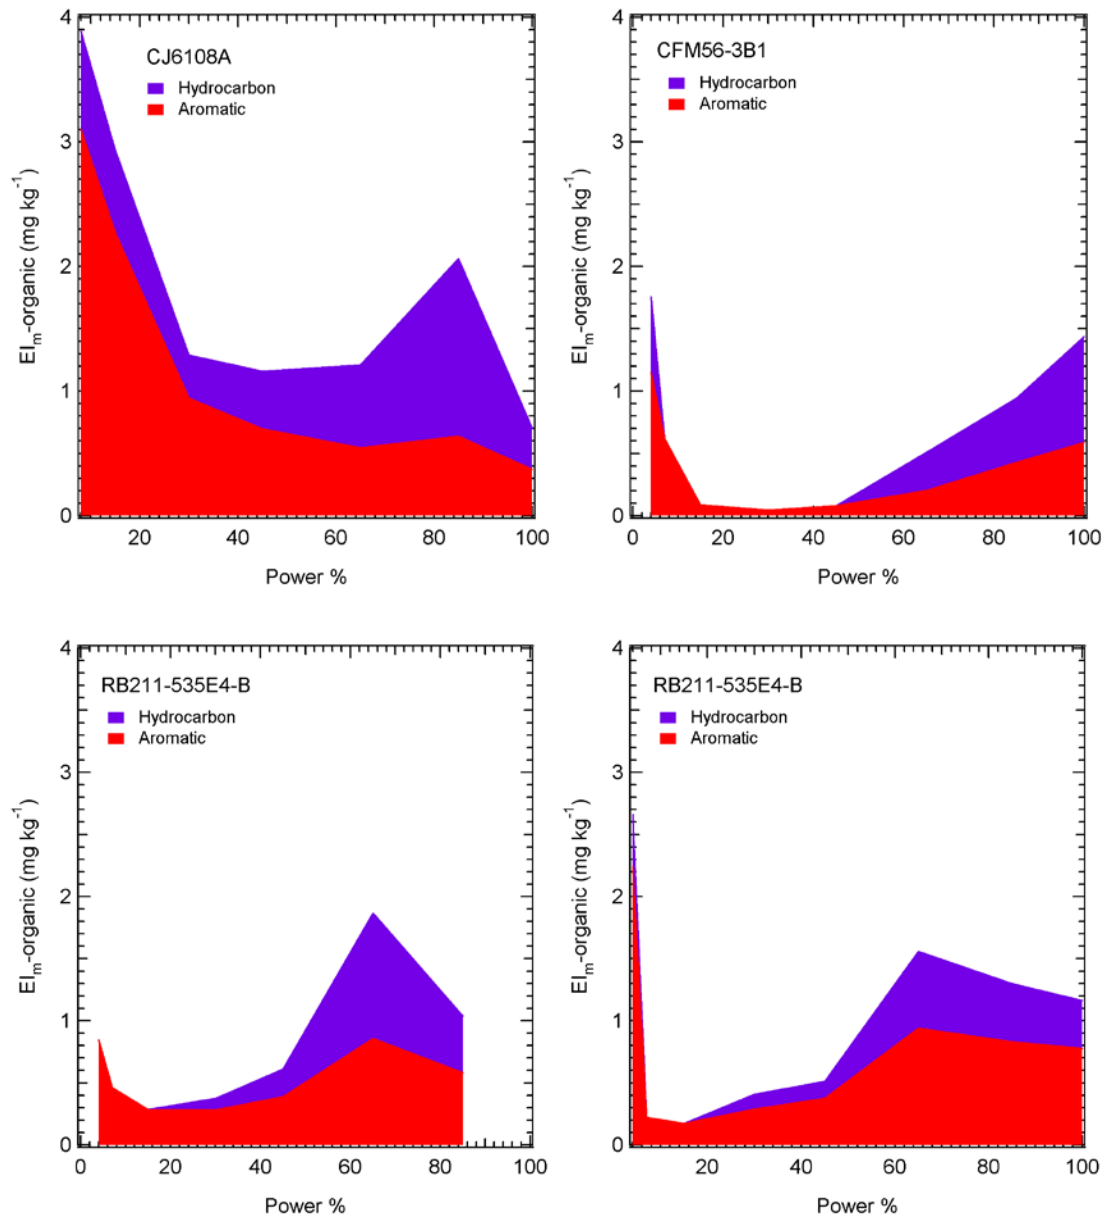 4
3
2
1
0
EIm-organic (mg kg-1)
CJ6108A
Hydrocarbon
Aromatic
20
40
60
80
100
Power %
4
3
2
1
0
EIm-organic (mg kg-1)
CFM56-3B1
Hydrocarbon
Aromatic
0
20
40
60
80
100
Power %
4
3
2
1
0
EIm-organic (mg kg-1)
RB211-535E4-B
Hydrocarbon
Aromatic
0
20
40
60
80
100
Power %
4
3
2
1
0
EIm-organic (mg kg-1)
RB211-535E4-B
Hydrocarbon
Aromatic
20
40
60
80
100
Power %